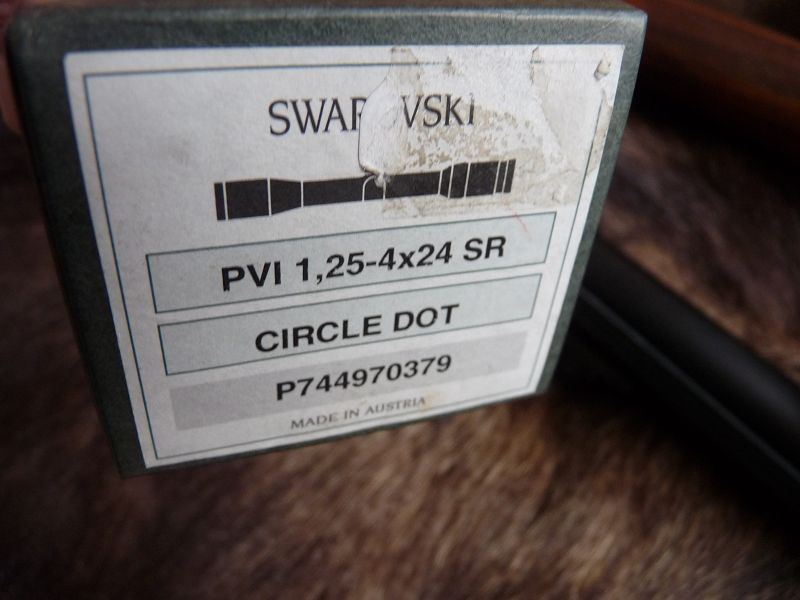 SWAROVSKI
PVI 1,25-4x24 SR
CIRCLE DOT
P744970379
MADE IN AUSTRIA